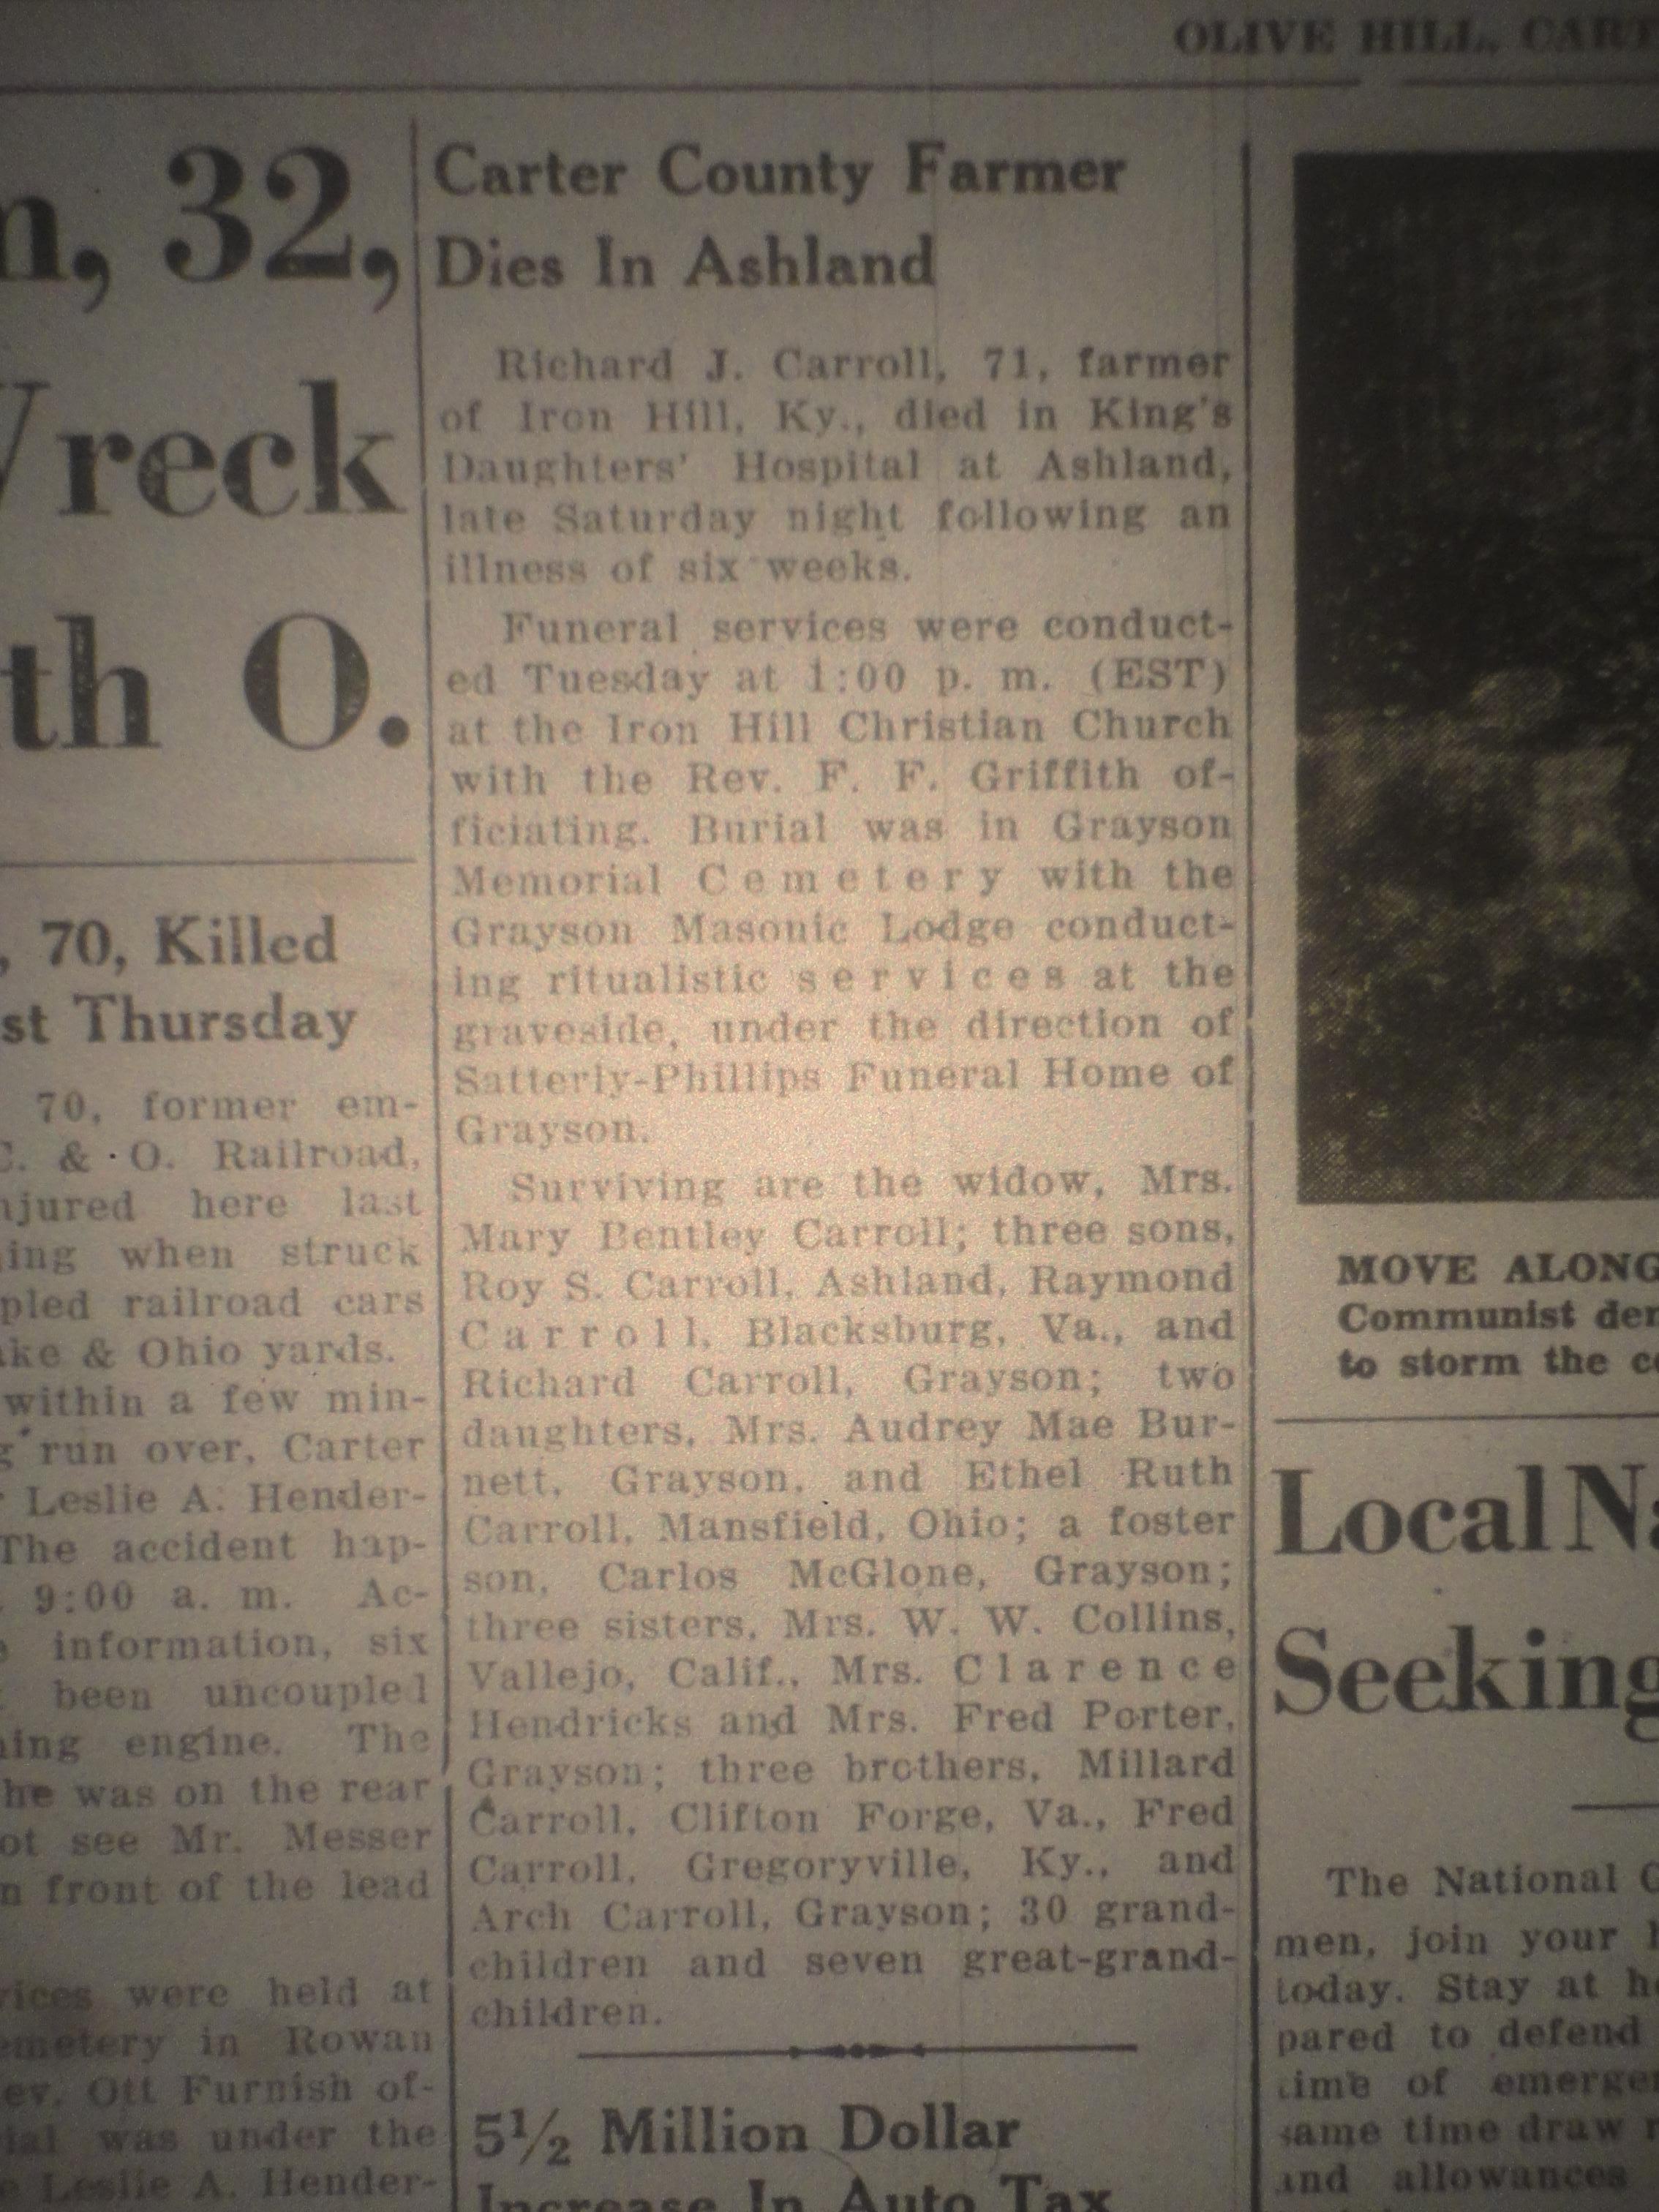 OLIVE HILL, CART
n, 32,
Wreck
th O.
, 70, Killed
st Thursday
70, former em-
C. & O. Railroad,
njured here last
ing when struck
pled railroad cars
ake & Ohio yards.
within a few min-
g run over, Carter
Leslie A. Hender-
The accident hap-
9:00 a. m. Ac-
information, six
been uncoupled
ing engine. The
he was on the rear
ot see Mr. Messer
n front of the lead
vices were held at
emetery in Rowan
ev. Ott Furnish of-
ial was under the
e Leslie A. Hender-
Carter County Farmer
Dies In Ashland
Richard J. Carroll, 71, farmer
of Iron Hill, Ky., died in King's
Daughters' Hospital at Ashland,
late Saturday night following an
illness of six weeks.
Funeral services were conduct-
ed Tuesday at 1:00 p. m. (EST)
at the Iron Hill Christian Church
with the Rev. F. F. Griffith of-
ficiating. Burial was in Grayson
Memorial Cemetery with the
Grayson Masonic Lodge conduct-
ing ritualistic services at the
graveside, under the direction of
Satterly-Phillips Funeral Home of
Grayson.
Surviving are the widow, Mrs.
Mary Bentley Carroll; three sons,
Roy S. Carroll, Ashland, Raymond
Carroll, Blacksburg, Va., and
Richard Carroll, Grayson; two
daughters, Mrs. Audrey Mae Bur-
nett, Grayson, and Ethel Ruth
Carroll, Mansfield, Ohio; a foster
son, Carlos McGlone, Grayson;
three sisters, Mrs. W. W. Collins,
Vallejo, Calif., Mrs. Clarence
Hendricks and Mrs. Fred Porter,
Grayson; three brothers, Millard
Carroll, Clifton Forge, Va., Fred
Carroll, Gregoryville, Ky., and
Arch Carroll, Grayson; 30 grand-
children and seven great-grand-
children.
5½ Million Dollar
Increase In Auto Tax
MOVE ALONG
Communist den
to storm the c
Local Na
Seeking
The National G
men, join your h
today. Stay at h
pared to defend
time of emerge
same time draw
and allowances